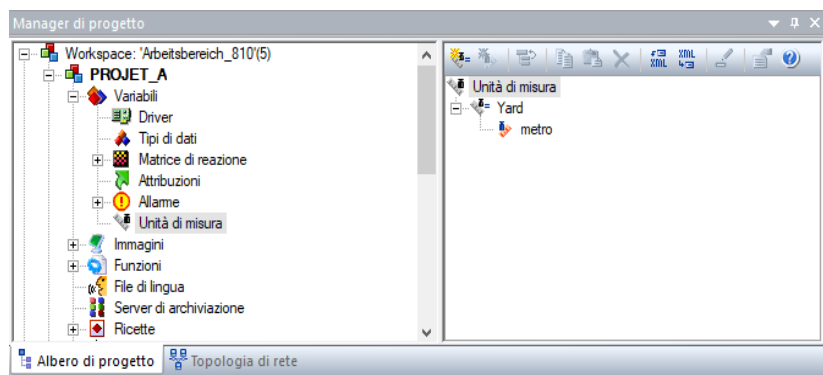 Manager di progetto
Workspace: 'Arbeitsbereich_810'(5)
PROJET_A
Variabili
Driver
Tipi di dati
Matrice di reazione
Attribuzioni
Allarme
Unità di misura
Immagini
Funzioni
File di lingua
Server di archiviazione
Ricette
XML
XML
Unità di misura
Yard
metro
Albero di progetto
Topologia di rete